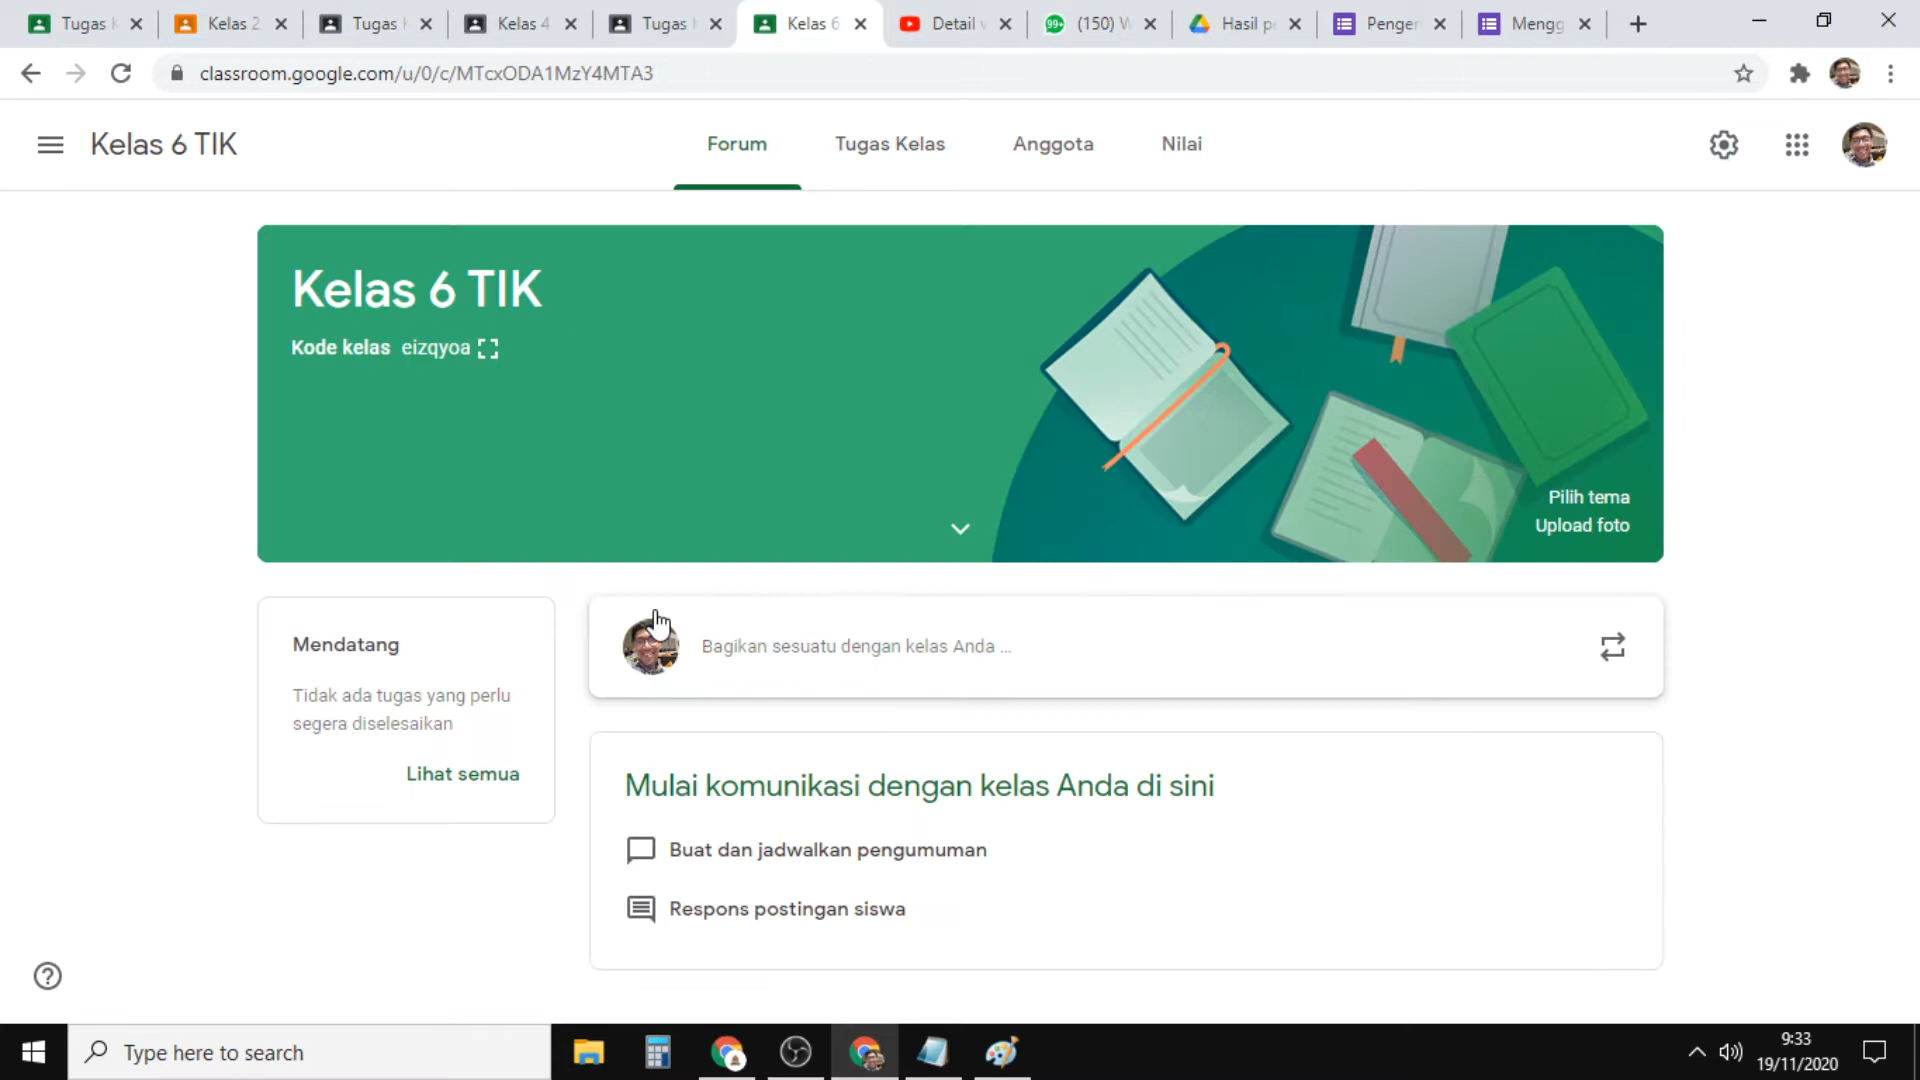 Tugas
Kelas 2
Tugas
Kelas 4
Tugas
Kelas 6
Detail
(150)
Hasil
Penger
Mengg
classroom.google.com/u/0/c/MTcxODA1MzY4MTA3
Kelas 6 TIK
Forum
Tugas Kelas
Anggota
Nilai
Kelas 6 TIK
Kode kelas eizqyoa
Pilih tema
Upload foto
Mendatang
Tidak ada tugas yang perlu
segera diselesaikan
Lihat semua
Bagikan sesuatu dengan kelas Anda ...
Mulai komunikasi dengan kelas Anda di sini
Buat dan jadwalkan pengumuman
Respons postingan siswa
Type here to search
9:33
19/11/2020